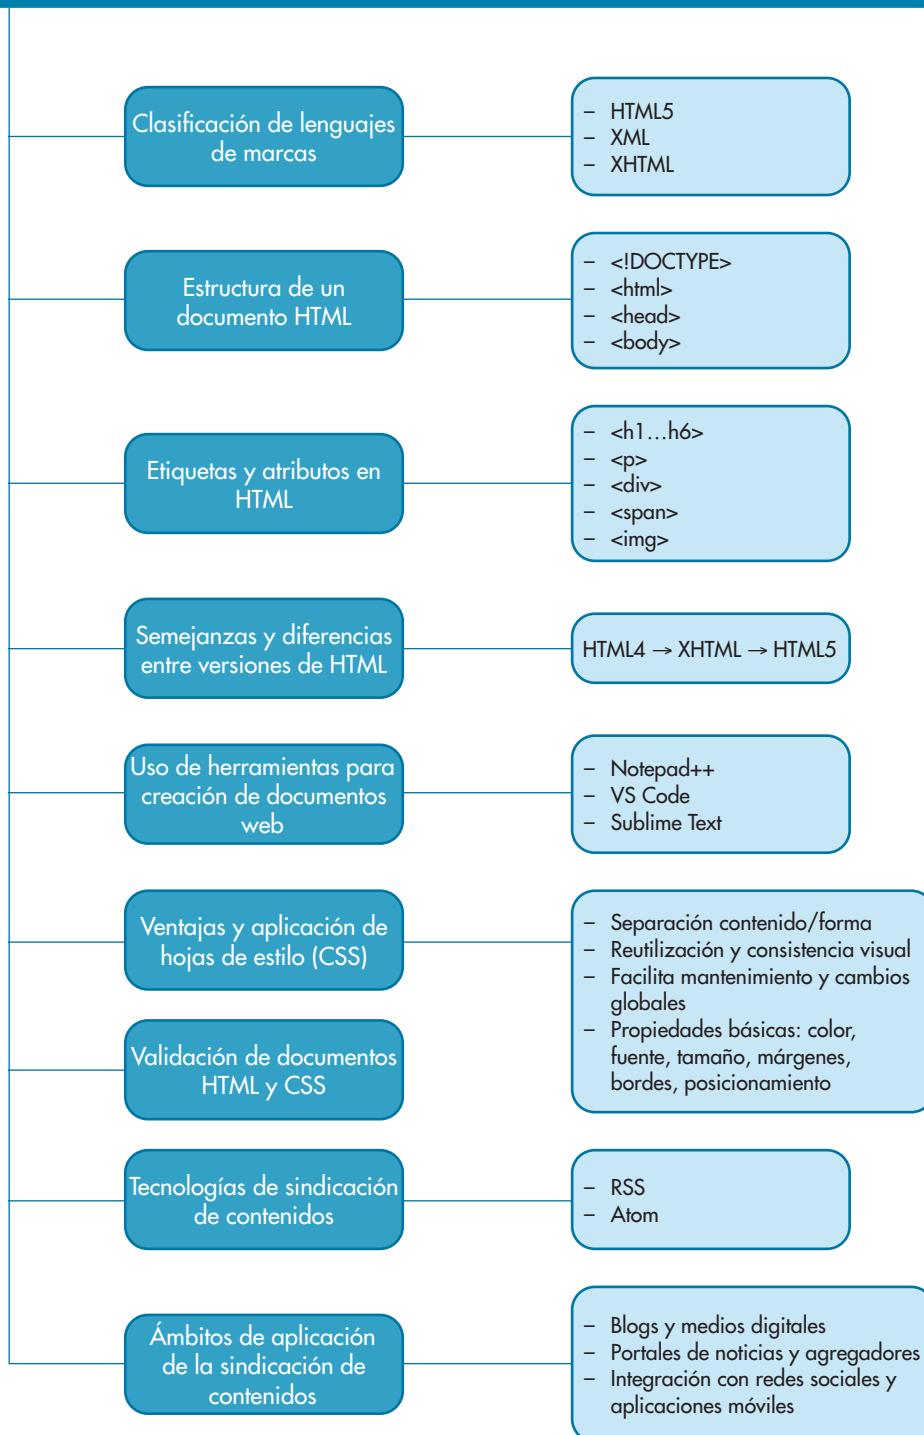 Clasificación de lenguajes
de marcas
– HTML5
– XML
– XHTML
Estructura de un
documento HTML
– <!DOCTYPE>
– <html>
– <head>
– <body>
Etiquetas y atributos en
HTML
– <h1...h6>
– <p>
– <div>
– <span>
– <img>
Semejanzas y diferencias
entre versiones de HTML
HTML4 → XHTML → HTML5
Uso de herramientas para
creación de documentos
web
– Notepad++
– VS Code
– Sublime Text
Ventajas y aplicación de
hojas de estilo (CSS)
– Separación contenido/forma
– Reutilización y consistencia visual
– Facilita mantenimiento y cambios
globales
– Propiedades básicas: color,
fuente, tamaño, márgenes,
bordes, posicionamiento
Validación de documentos
HTML y CSS
Tecnologías de sindicación
de contenidos
– RSS
– Atom
Ámbitos de aplicación
de la sindicación de
contenidos
– Blogs y medios digitales
– Portales de noticias y agregadores
– Integración con redes sociales y
aplicaciones móviles